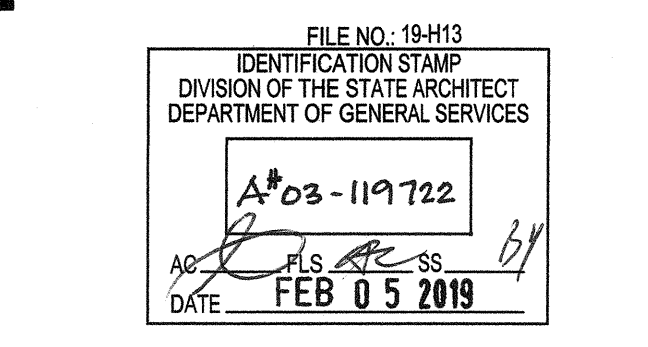 FILE NO.: 19-H13
IDENTIFICATION STAMP
DIVISION OF THE STATE ARCHITECT
DEPARTMENT OF GENERAL SERVICES
A#03-119722
AC FLS SS BY
DATE FEB 05 2019